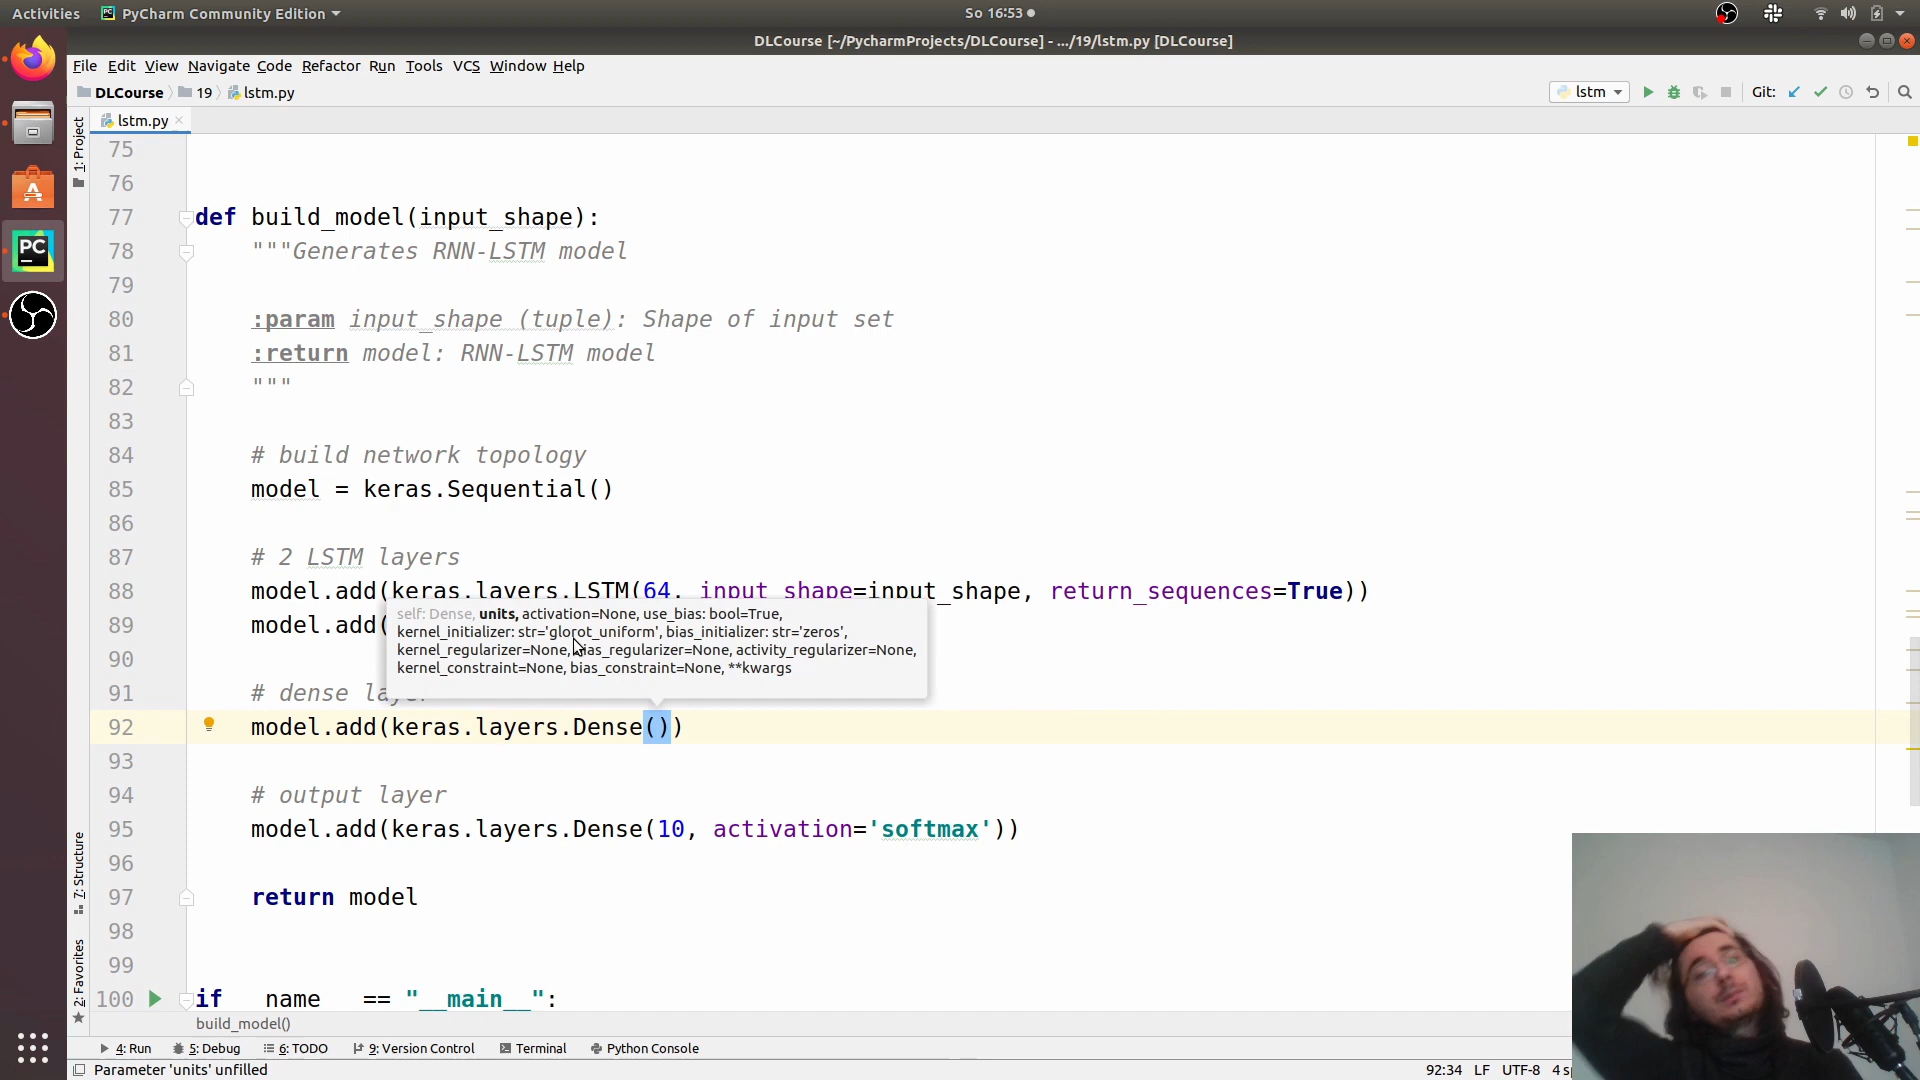 Activities PyCharm Community Edition So 16:53
DLCourse [~/PycharmProjects/DLCourse] - .../19/lstm.py [DLCourse]
File Edit View Navigate Code Refactor Run Tools VCS Window Help
DLCourse 19 lstm.py lstm Git:
lstm.py
1: Project
75
76
77 def build_model(input_shape):
78 """Generates RNN-LSTM model
79
80 :param input_shape (tuple): Shape of input set
81 :return model: RNN-LSTM model
82 """
83
84 # build network topology
85 model = keras.Sequential()
86
87 # 2 LSTM layers
88 model.add(keras.layers.LSTM(64, input_shape=input_shape, return_sequences=True))
89 model.add(
self: Dense, units, activation=None, use_bias: bool=True,
kernel_initializer: str='glorot_uniform', bias_initializer: str='zeros',
kernel_regularizer=None, bias_regularizer=None, activity_regularizer=None,
kernel_constraint=None, bias_constraint=None, **kwargs
90
91 # dense layer
92 model.add(keras.layers.Dense())
93
94 # output layer
95 model.add(keras.layers.Dense(10, activation='softmax'))
96
97 return model
98
99
100 if __name__ == "__main__":
7: Structure
2: Favorites
build_model()
4: Run 5: Debug 6: TODO 9: Version Control Terminal Python Console
Parameter 'units' unfilled 92:34 LF UTF-8 4